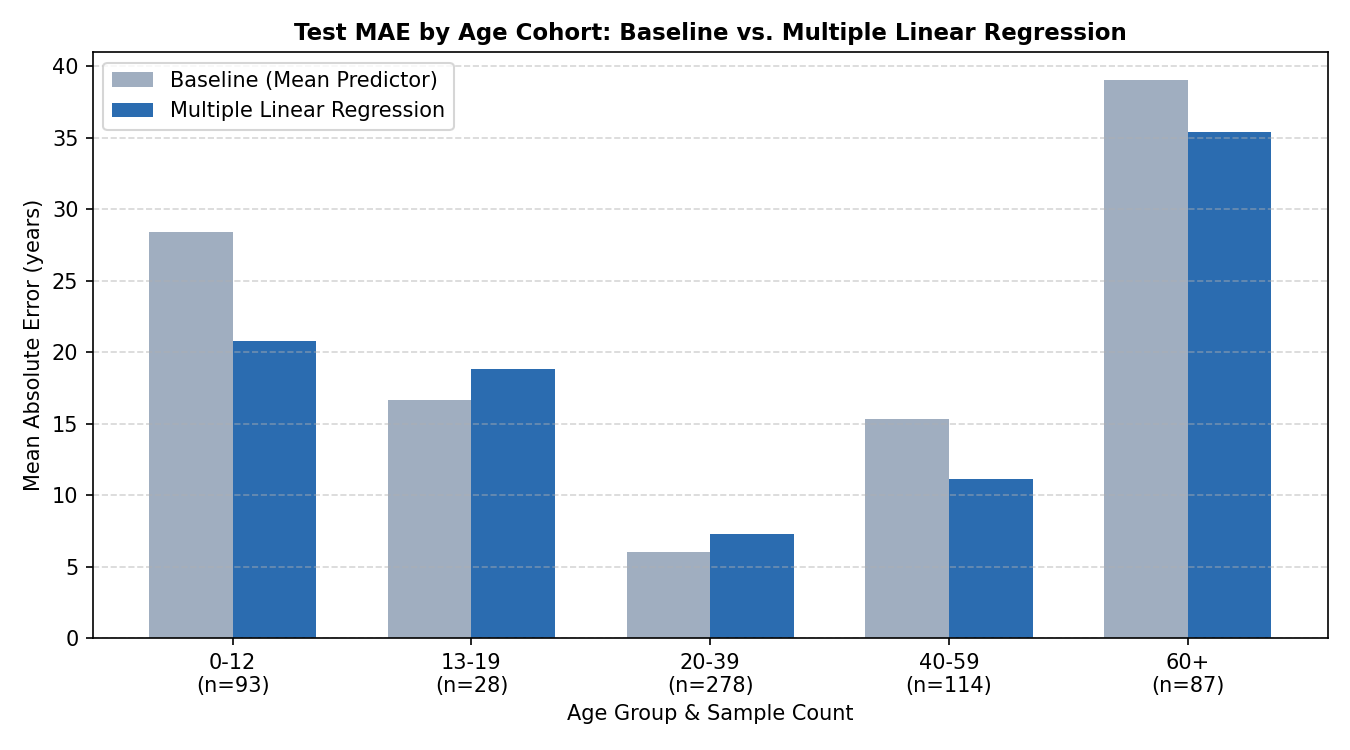 Test MAE by Age Cohort: Baseline vs. Multiple Linear Regression
Baseline (Mean Predictor)
Multiple Linear Regression
Mean Absolute Error (years)
40
35
30
25
20
15
10
5
0
0-12
(n=93)
13-19
(n=28)
20-39
(n=278)
40-59
(n=114)
60+
(n=87)
Age Group & Sample Count